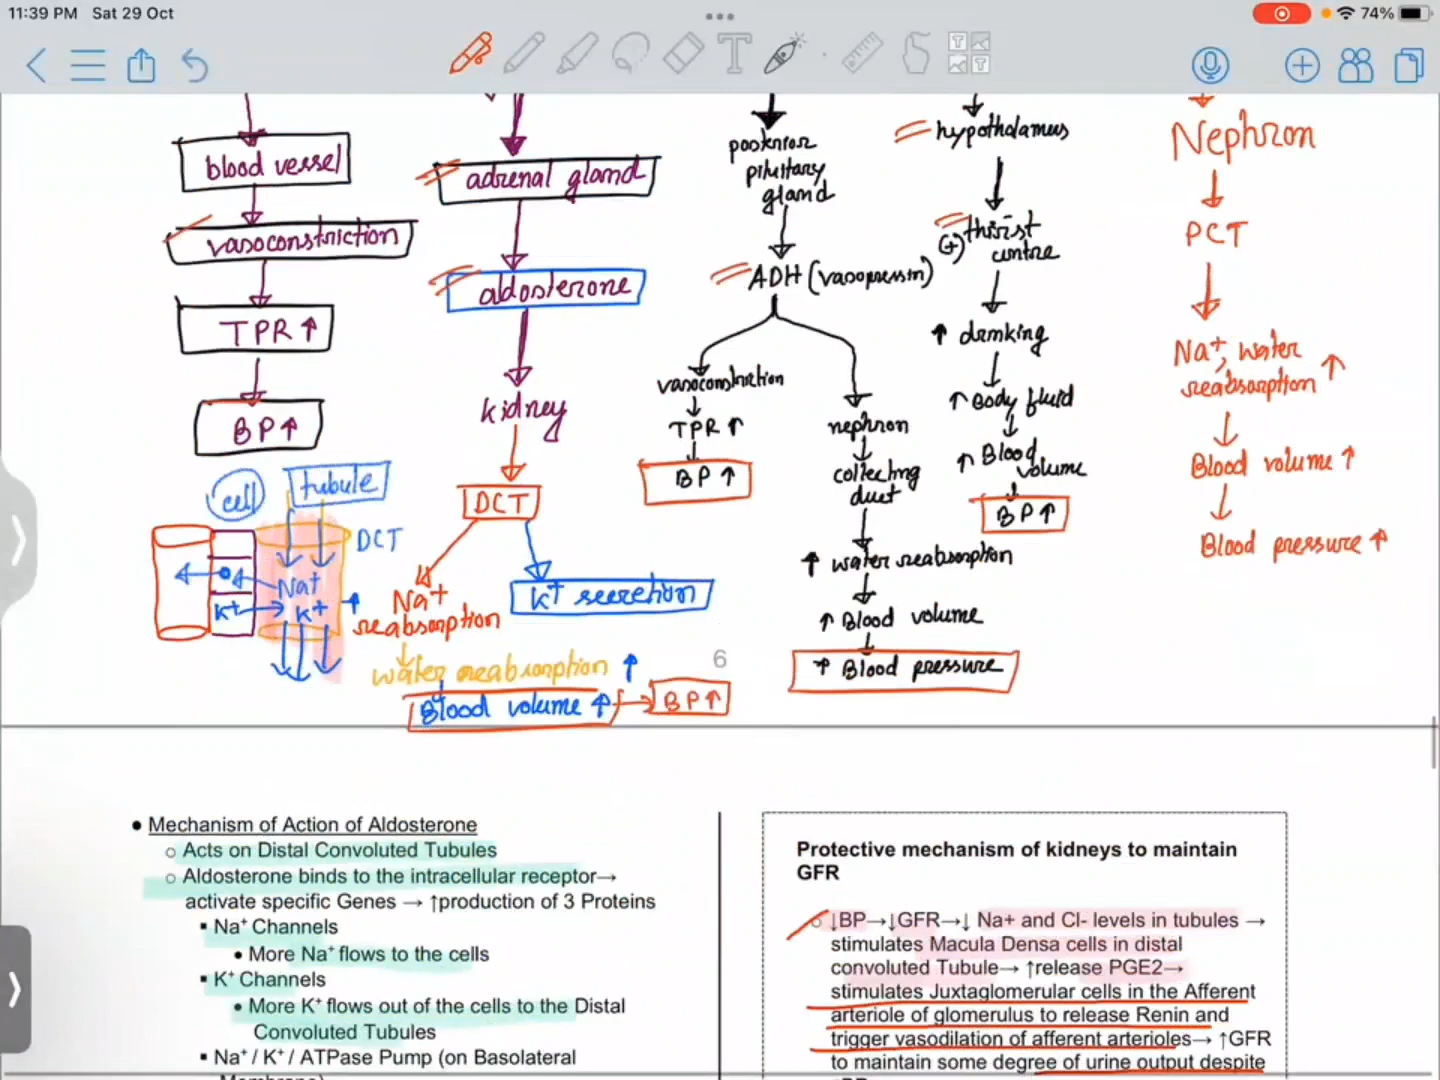 11:39 PM Sat 29 Oct
74%
blood vessel
vasoconstriction
TPR ↑
BP ↑
adrenal gland
aldosterone
kidney
DCT
Na+
reabsorption
K+ secretion
water reabsorption ↑
Blood volume ↑ → BP ↑
cell
tubule
DCT
Na+
K+ → K+
posterior
pituitary
gland
ADH (vasopressin)
vasoconstriction
TPR ↑
BP ↑
nephron
collecting
duct
↑ water reabsorption
↑ Blood volume
↑ Blood pressure
hypothalamus
(+) thirst
centre
↑ drinking
↑ Body fluid
↑ Blood
volume
BP ↑
Nephron
PCT
Na+, water
reabsorption ↑
Blood volume ↑
Blood pressure ↑
6
● Mechanism of Action of Aldosterone
○ Acts on Distal Convoluted Tubules
○ Aldosterone binds to the intracellular receptor→
activate specific Genes → ↑production of 3 Proteins
▪ Na+ Channels
● More Na+ flows to the cells
▪ K+ Channels
● More K+ flows out of the cells to the Distal
Convoluted Tubules
▪ Na+ / K+ / ATPase Pump (on Basolateral
Protective mechanism of kidneys to maintain
GFR
○ ↓BP→↓GFR→↓ Na+ and Cl- levels in tubules →
stimulates Macula Densa cells in distal
convoluted Tubule→ ↑release PGE2→
stimulates Juxtaglomerular cells in the Afferent
arteriole of glomerulus to release Renin and
trigger vasodilation of afferent arterioles→ ↑GFR
to maintain some degree of urine output despite